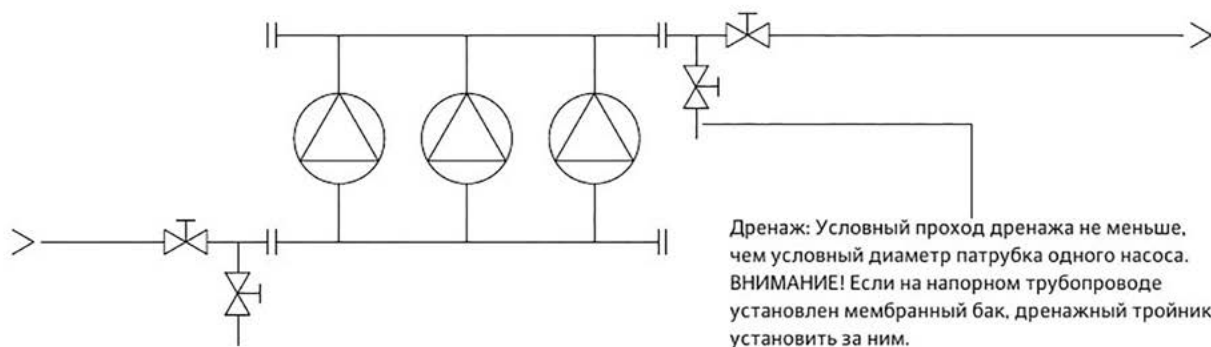 Дренаж: Условный проход дренажа не меньше,
чем условный диаметр патрубка одного насоса.
ВНИМАНИЕ! Если на напорном трубопроводе
установлен мембранный бак, дренажный тройник
установить за ним.